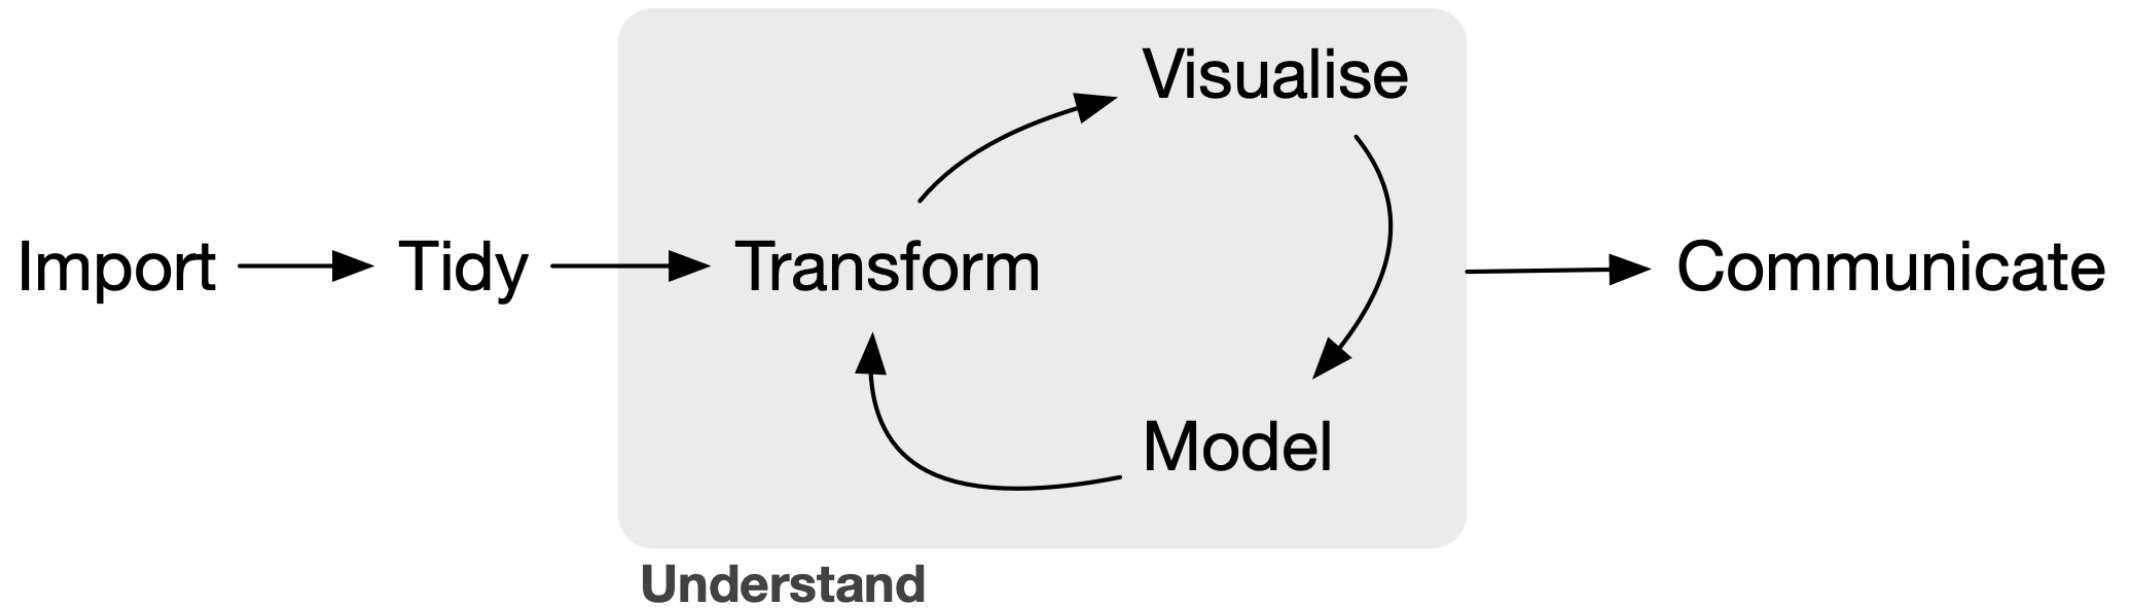 Visualise
Import Tidy Transform Communicate
Model
Understand